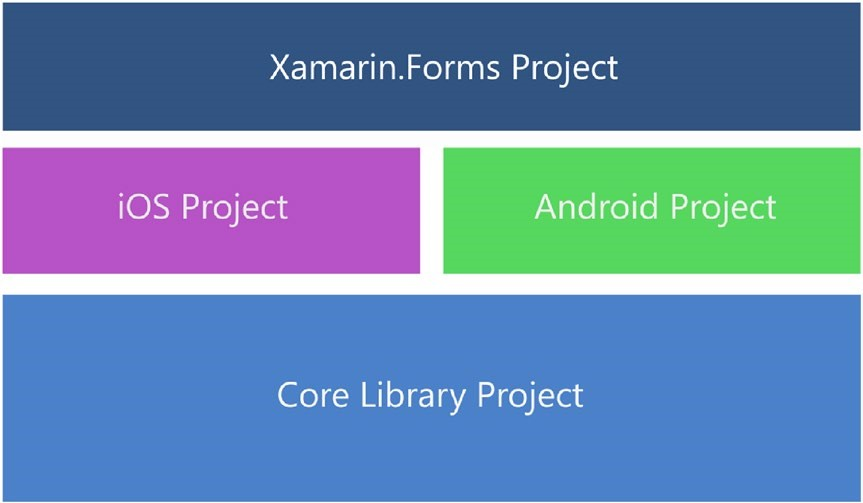 Xamarin.Forms Project
iOS Project
Android Project
Core Library Project